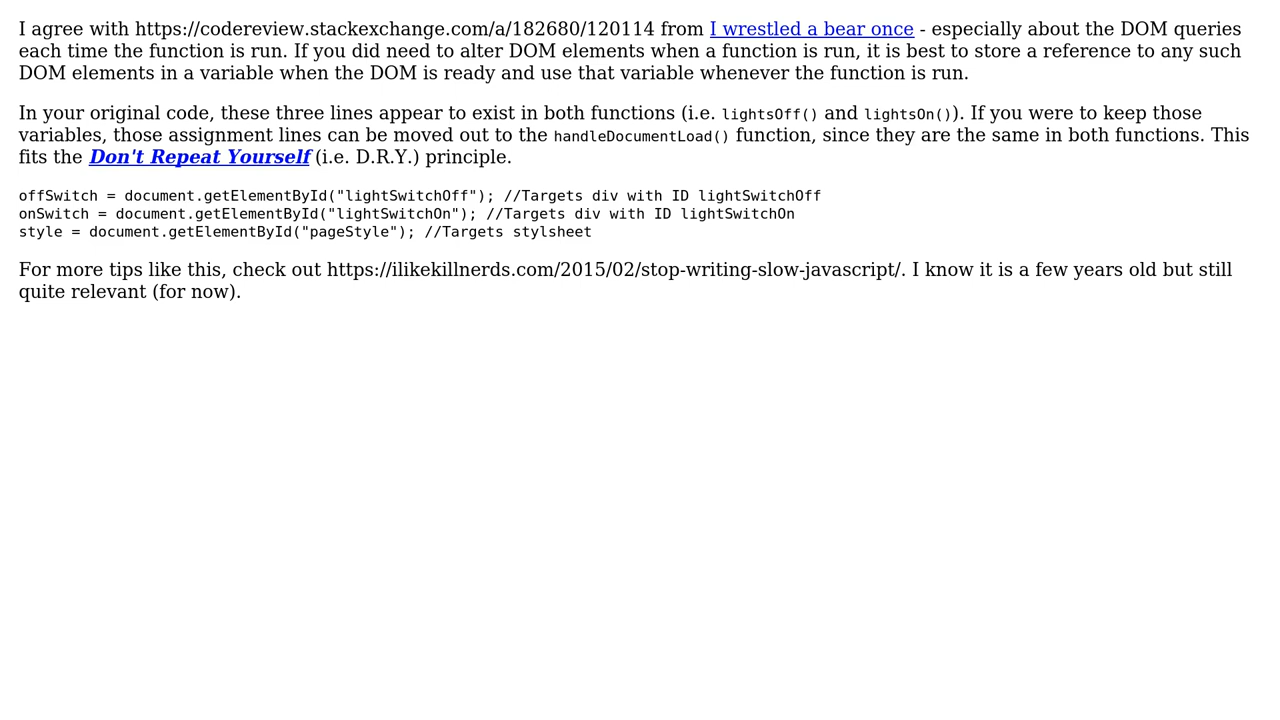 I agree with https://codereview.stackexchange.com/a/182680/120114 from I wrestled a bear once - especially about the DOM queries
each time the function is run. If you did need to alter DOM elements when a function is run, it is best to store a reference to any such
DOM elements in a variable when the DOM is ready and use that variable whenever the function is run.
In your original code, these three lines appear to exist in both functions (i.e. lightsOff() and lightsOn()). If you were to keep those
variables, those assignment lines can be moved out to the handleDocumentLoad() function, since they are the same in both functions. This
fits the Don't Repeat Yourself (i.e. D.R.Y.) principle.
offSwitch = document.getElementById("lightSwitchOff"); //Targets div with ID lightSwitchOff
onSwitch = document.getElementById("lightSwitchOn"); //Targets div with ID lightSwitchOn
style = document.getElementById("pageStyle"); //Targets stylsheet
For more tips like this, check out https://ilikekillnerds.com/2015/02/stop-writing-slow-javascript/. I know it is a few years old but still
quite relevant (for now).